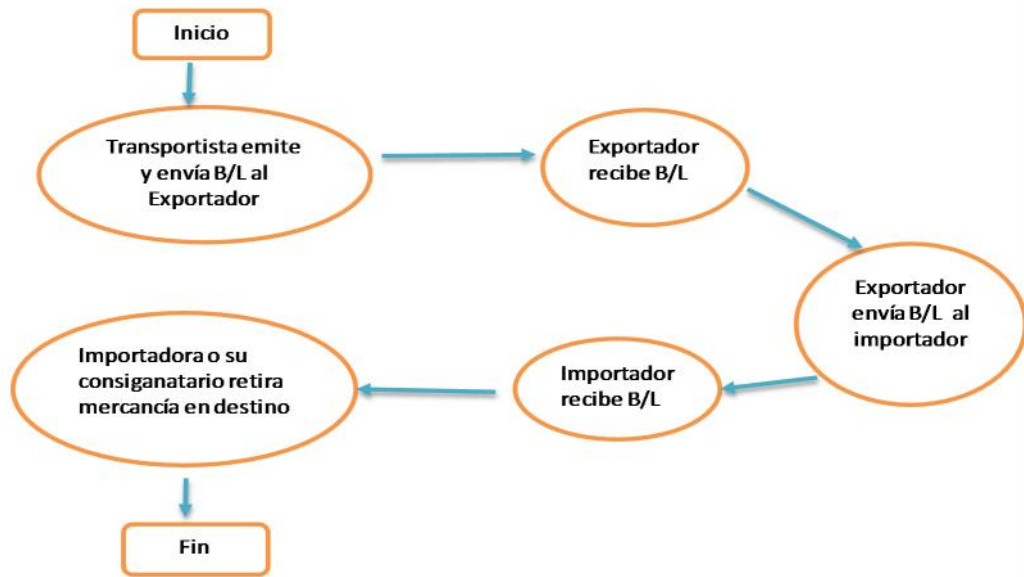 Inicio
Transportista emite
y envía B/L al
Exportador
Exportador
recibe B/L
Exportador
envía B/L al
importador
Importador
recibe B/L
Importadora o su
consiganatario retira
mercancía en destino
Fin